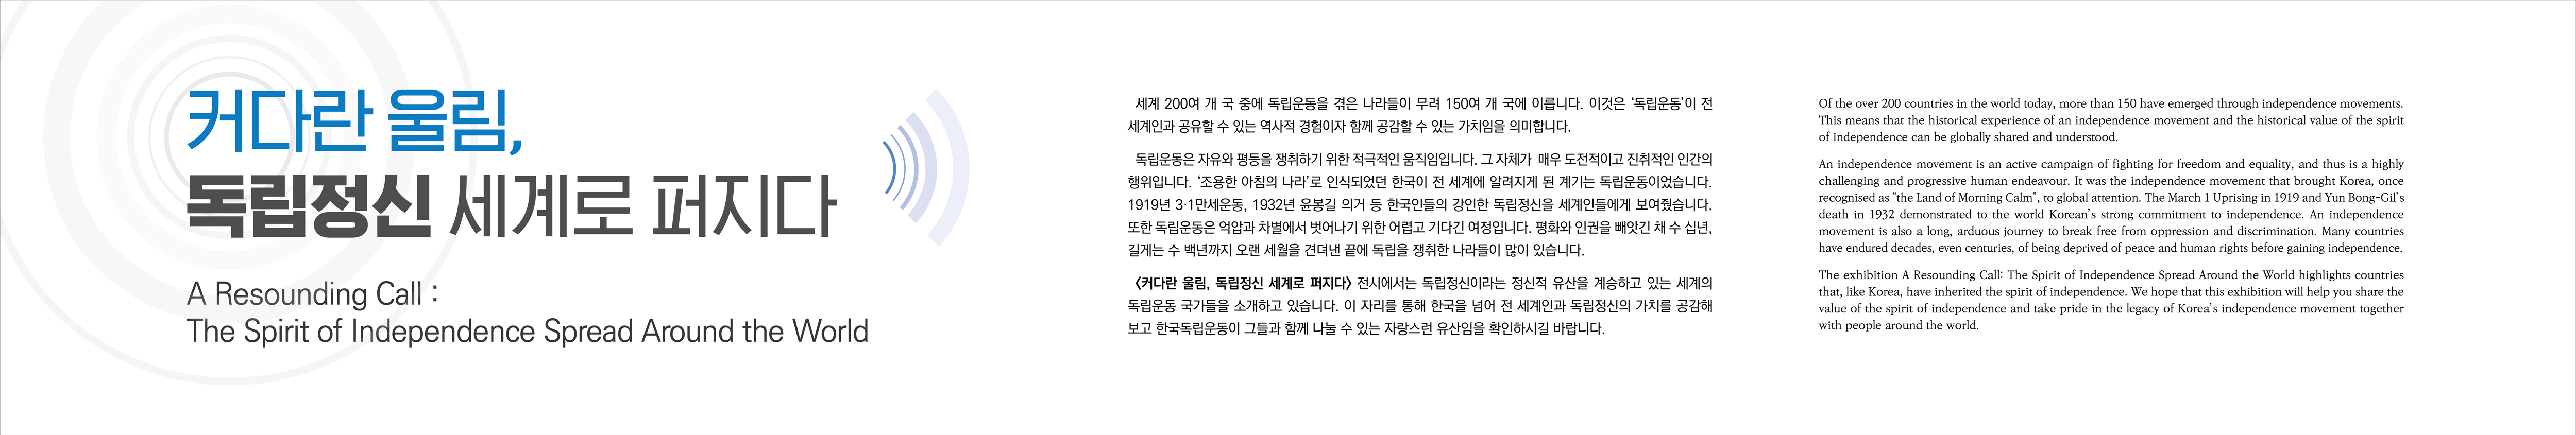 커다란 울림,
독립정신 세계로 퍼지다
A Resounding Call :
The Spirit of Independence Spread Around the World
세계 200여 개 국 중에 독립운동을 겪은 나라들이 무려 150여 개 국에 이릅니다. 이것은 ‘독립운동’이 전
세계인과 공유할 수 있는 역사적 경험이자 함께 공감할 수 있는 가치임을 의미합니다.
독립운동은 자유와 평등을 쟁취하기 위한 적극적인 움직임입니다. 그 자체가 매우 도전적이고 진취적인 인간의
행위입니다. ‘조용한 아침의 나라’로 인식되었던 한국이 전 세계에 알려지게 된 계기는 독립운동이었습니다.
1919년 3·1만세운동, 1932년 윤봉길 의거 등 한국인들의 강인한 독립정신을 세계인들에게 보여줬습니다.
또한 독립운동은 억압과 차별에서 벗어나기 위한 어렵고 기다긴 여정입니다. 평화와 인권을 빼앗긴 채 수 십년,
길게는 수 백년까지 오랜 세월을 견뎌낸 끝에 독립을 쟁취한 나라들이 많이 있습니다.
〈커다란 울림, 독립정신 세계로 퍼지다〉 전시에서는 독립정신이라는 정신적 유산을 계승하고 있는 세계의
독립운동 국가들을 소개하고 있습니다. 이 자리를 통해 한국을 넘어 전 세계인과 독립정신의 가치를 공감해
보고 한국독립운동이 그들과 함께 나눌 수 있는 자랑스런 유산임을 확인하시길 바랍니다.
Of the over 200 countries in the world today, more than 150 have emerged through independence movements.
This means that the historical experience of an independence movement and the historical value of the spirit
of independence can be globally shared and understood.
An independence movement is an active campaign of fighting for freedom and equality, and thus is a highly
challenging and progressive human endeavour. It was the independence movement that brought Korea, once
recognised as “the Land of Morning Calm”, to global attention. The March 1 Uprising in 1919 and Yun Bong-Gil’s
death in 1932 demonstrated to the world Korean’s strong commitment to independence. An independence
movement is also a long, arduous journey to break free from oppression and discrimination. Many countries
have endured decades, even centuries, of being deprived of peace and human rights before gaining independence.
The exhibition A Resounding Call: The Spirit of Independence Spread Around the World highlights countries
that, like Korea, have inherited the spirit of independence. We hope that this exhibition will help you share the
value of the spirit of independence and take pride in the legacy of Korea’s independence movement together
with people around the world.